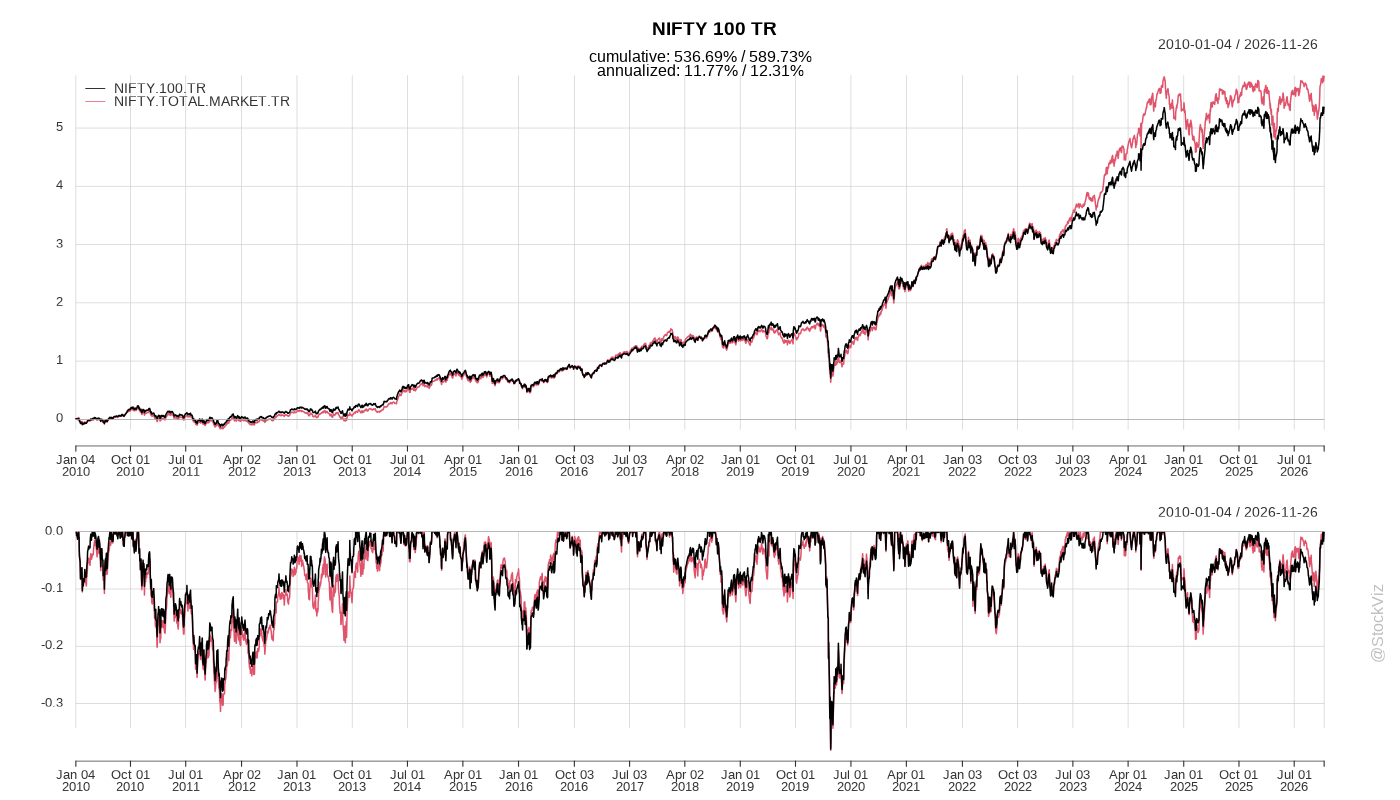 NIFTY 100 TR
2010-01-04 / 2026-11-26
cumulative: 536.69% / 589.73%
annualized: 11.77% / 12.31%
NIFTY.100.TR
NIFTY.TOTAL.MARKET.TR
5
4
3
2
1
0
Jan 04 Oct 01 Jul 01 Apr 02 Jan 01 Oct 01 Jul 01 Apr 01 Jan 01 Oct 03 Jul 03 Apr 02 Jan 01 Oct 01 Jul 01 Apr 01 Jan 03 Oct 03 Jul 03 Apr 01 Jan 01 Oct 01 Jul 01
2010 2010 2011 2012 2013 2013 2014 2015 2016 2016 2017 2018 2019 2019 2020 2021 2022 2022 2023 2024 2025 2025 2026
2010-01-04 / 2026-11-26
0.0
-0.1
-0.2
-0.3
Jan 04 Oct 01 Jul 01 Apr 02 Jan 01 Oct 01 Jul 01 Apr 01 Jan 01 Oct 03 Jul 03 Apr 02 Jan 01 Oct 01 Jul 01 Apr 01 Jan 03 Oct 03 Jul 03 Apr 01 Jan 01 Oct 01 Jul 01
2010 2010 2011 2012 2013 2013 2014 2015 2016 2016 2017 2018 2019 2019 2020 2021 2022 2022 2023 2024 2025 2025 2026
@StockViz